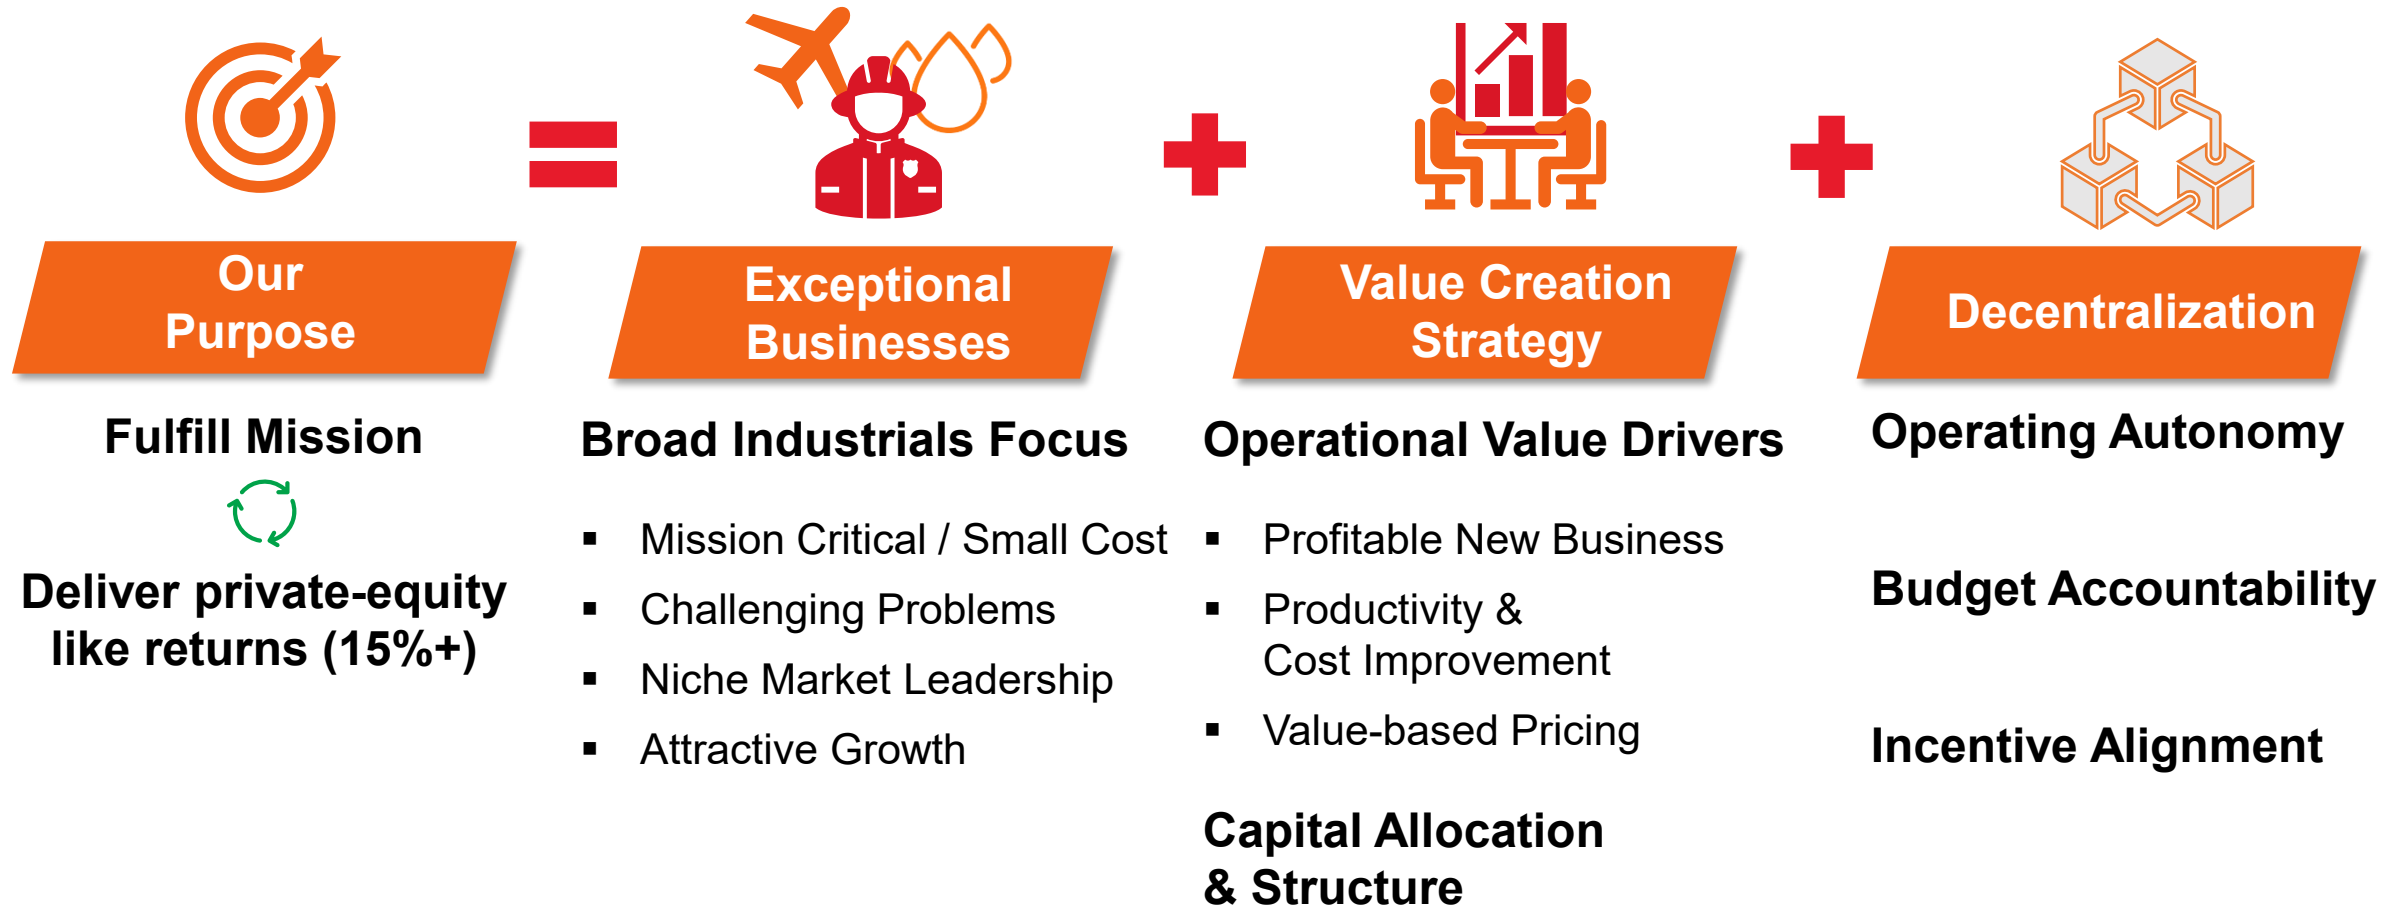 Our
Purpose
Fulfill Mission
Deliver private-equity
like returns (15%+)
Exceptional
Businesses
Broad Industrials Focus
▪ Mission Critical / Small Cost
▪ Challenging Problems
▪ Niche Market Leadership
▪ Attractive Growth
Value Creation
Strategy
Operational Value Drivers
▪ Profitable New Business
▪ Productivity &
Cost Improvement
▪ Value-based Pricing
Capital Allocation
& Structure
Decentralization
Operating Autonomy
Budget Accountability
Incentive Alignment